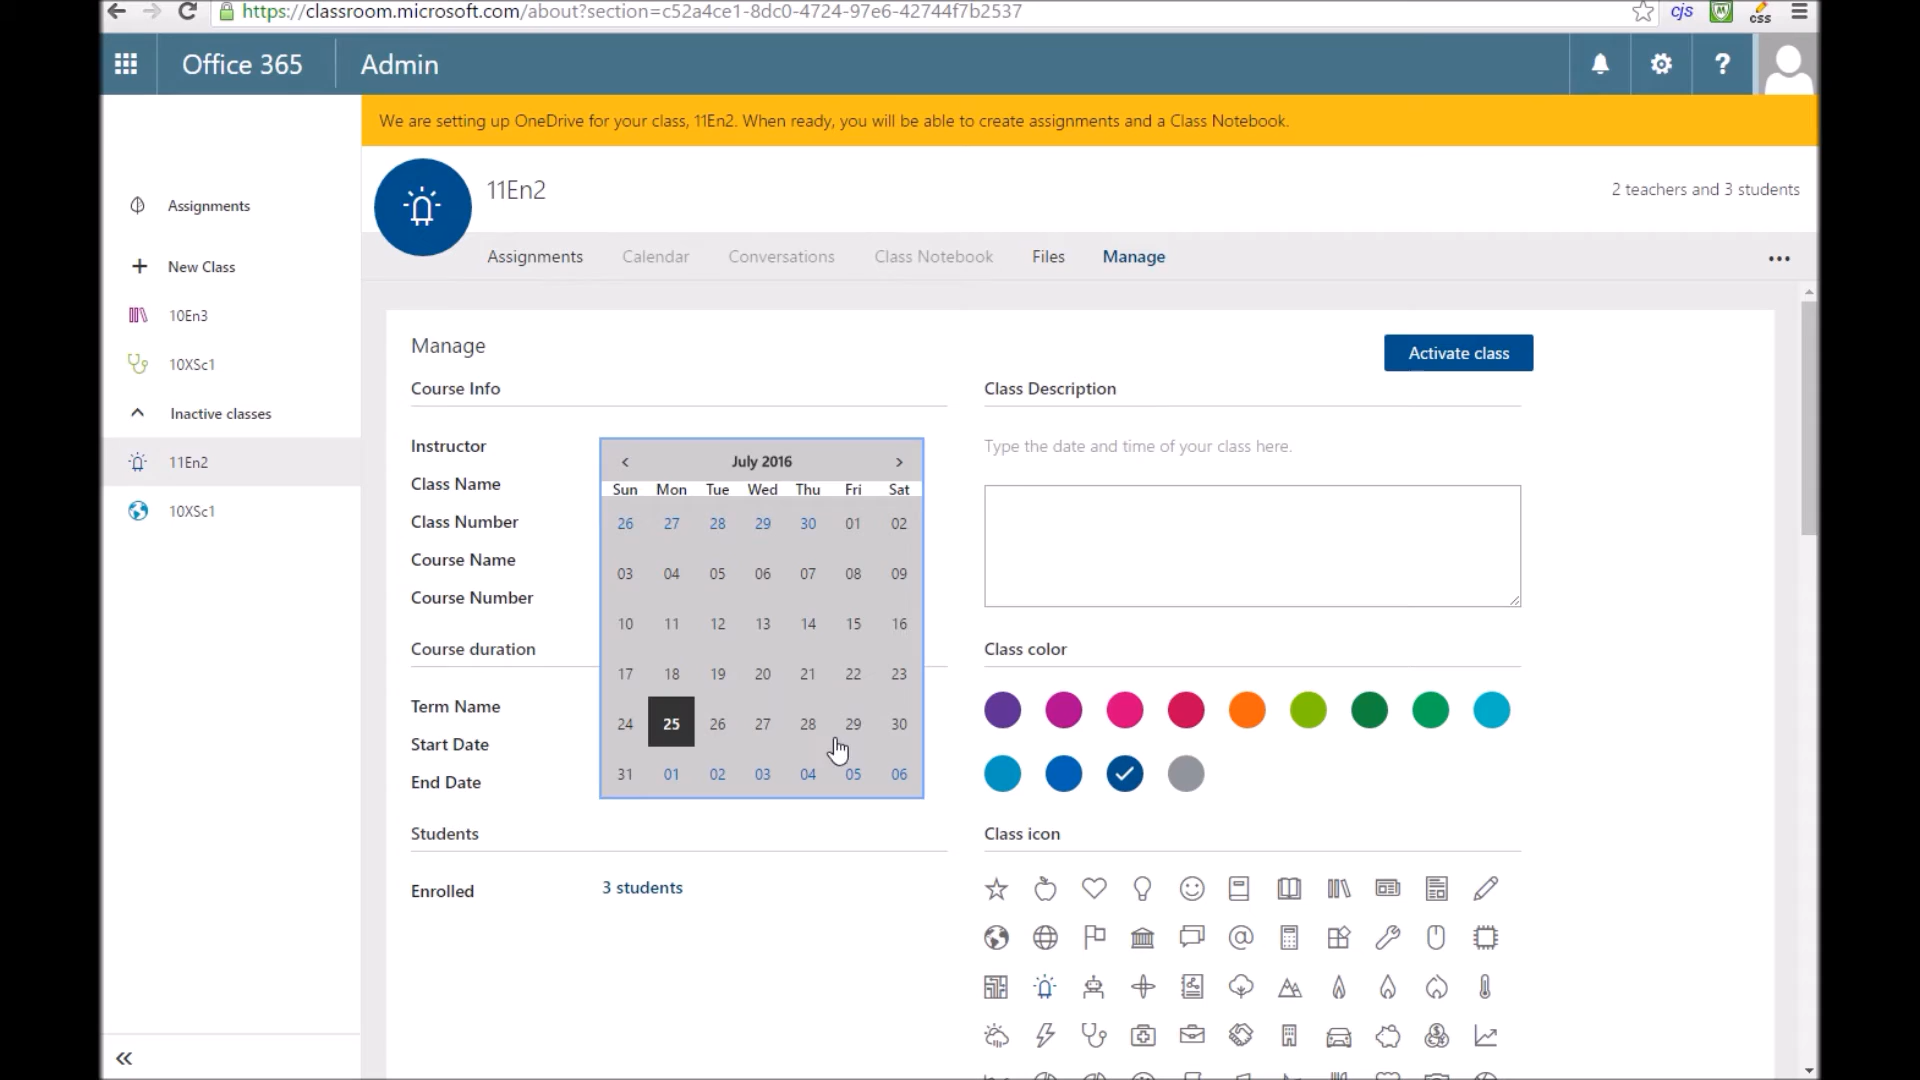 https://classroom.microsoft.com/about?section=c52a4ce1-8dc0-4724-97e6-42744f7b2537
cjs
css
Office 365
Admin
?
We are setting up OneDrive for your class, 11En2. When ready, you will be able to create assignments and a Class Notebook.
11En2
2 teachers and 3 students
Assignments
New Class
10En3
10XSc1
Inactive classes
11En2
10XSc1
Assignments Calendar Conversations Class Notebook Files Manage
Manage
Activate class
Course Info
Instructor
Class Name
Class Number
Course Name
Course Number
Course duration
Term Name
Start Date
End Date
Students
Enrolled
3 students
July 2016
Sun Mon Tue Wed Thu Fri Sat
26 27 28 29 30 01 02
03 04 05 06 07 08 09
10 11 12 13 14 15 16
17 18 19 20 21 22 23
24 25 26 27 28 29 30
31 01 02 03 04 05 06
Class Description
Type the date and time of your class here.
Class color
Class icon